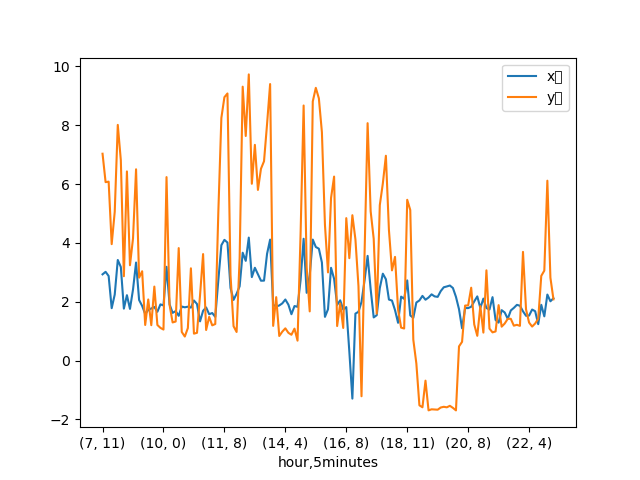 10
8
6
4
2
0
−2
x
y
(7, 11) (10, 0) (11, 8) (14, 4) (16, 8) (18, 11) (20, 8) (22, 4)
hour,5minutes